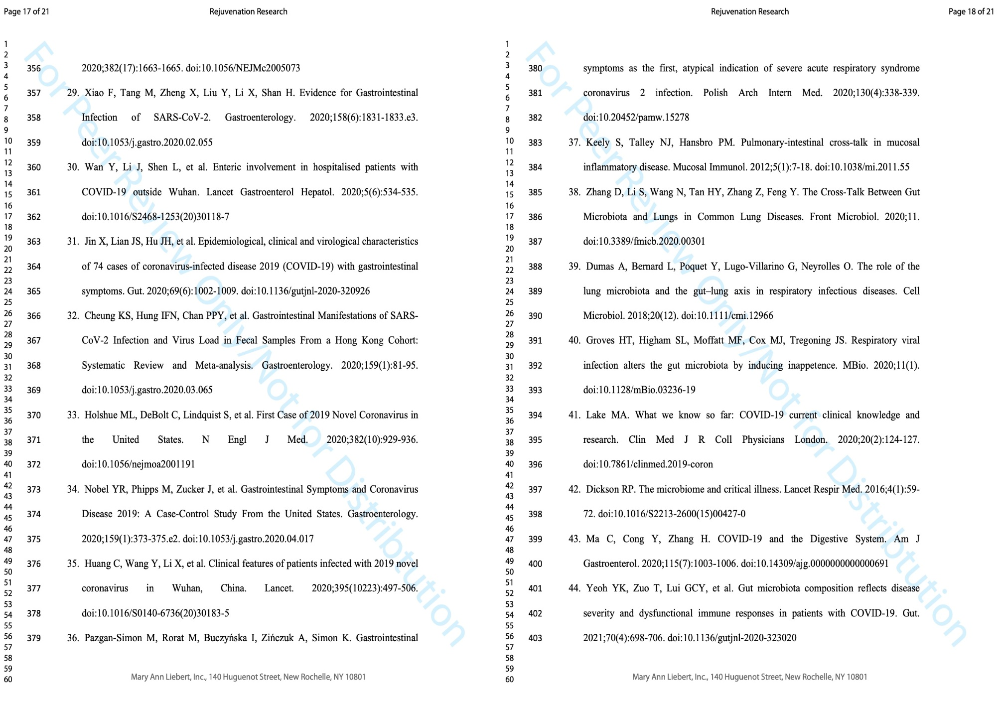 Page 17 of 21 Rejuvenation Research
1
2
3
4
5
6
7
8
9
10
11
12
13
14
15
16
17
18
19
20
21
22
23
24
25
26
27
28
29
30
31
32
33
34
35
36
37
38
39
40
41
42
43
44
45
46
47
48
49
50
51
52
53
54
55
56
57
58
59
60
356 2020;382(17):1663-1665. doi:10.1056/NEJMc2005073
357 29. Xiao F, Tang M, Zheng X, Liu Y, Li X, Shan H. Evidence for Gastrointestinal
358 Infection of SARS-CoV-2. Gastroenterology. 2020;158(6):1831-1833.e3.
359 doi:10.1053/j.gastro.2020.02.055
360 30. Wan Y, Li J, Shen L, et al. Enteric involvement in hospitalised patients with
361 COVID-19 outside Wuhan. Lancet Gastroenterol Hepatol. 2020;5(6):534-535.
362 doi:10.1016/S2468-1253(20)30118-7
363 31. Jin X, Lian JS, Hu JH, et al. Epidemiological, clinical and virological characteristics
364 of 74 cases of coronavirus-infected disease 2019 (COVID-19) with gastrointestinal
365 symptoms. Gut. 2020;69(6):1002-1009. doi:10.1136/gutjnl-2020-320926
366 32. Cheung KS, Hung IFN, Chan PPY, et al. Gastrointestinal Manifestations of SARS-
367 CoV-2 Infection and Virus Load in Fecal Samples From a Hong Kong Cohort:
368 Systematic Review and Meta-analysis. Gastroenterology. 2020;159(1):81-95.
369 doi:10.1053/j.gastro.2020.03.065
370 33. Holshue ML, DeBolt C, Lindquist S, et al. First Case of 2019 Novel Coronavirus in
371 the United States. N Engl J Med. 2020;382(10):929-936.
372 doi:10.1056/nejmoa2001191
373 34. Nobel YR, Phipps M, Zucker J, et al. Gastrointestinal Symptoms and Coronavirus
374 Disease 2019: A Case-Control Study From the United States. Gastroenterology.
375 2020;159(1):373-375.e2. doi:10.1053/j.gastro.2020.04.017
376 35. Huang C, Wang Y, Li X, et al. Clinical features of patients infected with 2019 novel
377 coronavirus in Wuhan, China. Lancet. 2020;395(10223):497-506.
378 doi:10.1016/S0140-6736(20)30183-5
379 36. Pazgan-Simon M, Rorat M, Buczyńska I, Zińczuk A, Simon K. Gastrointestinal
For Peer Review Only/Not for Distribtution
Mary Ann Liebert, Inc., 140 Huguenot Street, New Rochelle, NY 10801
Rejuvenation Research Page 18 of 21
1
2
3
4
5
6
7
8
9
10
11
12
13
14
15
16
17
18
19
20
21
22
23
24
25
26
27
28
29
30
31
32
33
34
35
36
37
38
39
40
41
42
43
44
45
46
47
48
49
50
51
52
53
54
55
56
57
58
59
60
380 symptoms as the first, atypical indication of severe acute respiratory syndrome
381 coronavirus 2 infection. Polish Arch Intern Med. 2020;130(4):338-339.
382 doi:10.20452/pamw.15278
383 37. Keely S, Talley NJ, Hansbro PM. Pulmonary-intestinal cross-talk in mucosal
384 inflammatory disease. Mucosal Immunol. 2012;5(1):7-18. doi:10.1038/mi.2011.55
385 38. Zhang D, Li S, Wang N, Tan HY, Zhang Z, Feng Y. The Cross-Talk Between Gut
386 Microbiota and Lungs in Common Lung Diseases. Front Microbiol. 2020;11.
387 doi:10.3389/fmicb.2020.00301
388 39. Dumas A, Bernard L, Poquet Y, Lugo-Villarino G, Neyrolles O. The role of the
389 lung microbiota and the gut–lung axis in respiratory infectious diseases. Cell
390 Microbiol. 2018;20(12). doi:10.1111/cmi.12966
391 40. Groves HT, Higham SL, Moffatt MF, Cox MJ, Tregoning JS. Respiratory viral
392 infection alters the gut microbiota by inducing inappetence. MBio. 2020;11(1).
393 doi:10.1128/mBio.03236-19
394 41. Lake MA. What we know so far: COVID-19 current clinical knowledge and
395 research. Clin Med J R Coll Physicians London. 2020;20(2):124-127.
396 doi:10.7861/clinmed.2019-coron
397 42. Dickson RP. The microbiome and critical illness. Lancet Respir Med. 2016;4(1):59-
398 72. doi:10.1016/S2213-2600(15)00427-0
399 43. Ma C, Cong Y, Zhang H. COVID-19 and the Digestive System. Am J
400 Gastroenterol. 2020;115(7):1003-1006. doi:10.14309/ajg.0000000000000691
401 44. Yeoh YK, Zuo T, Lui GCY, et al. Gut microbiota composition reflects disease
402 severity and dysfunctional immune responses in patients with COVID-19. Gut.
403 2021;70(4):698-706. doi:10.1136/gutjnl-2020-323020
For Peer Review Only/Not for Distribtution
Mary Ann Liebert, Inc., 140 Huguenot Street, New Rochelle, NY 10801